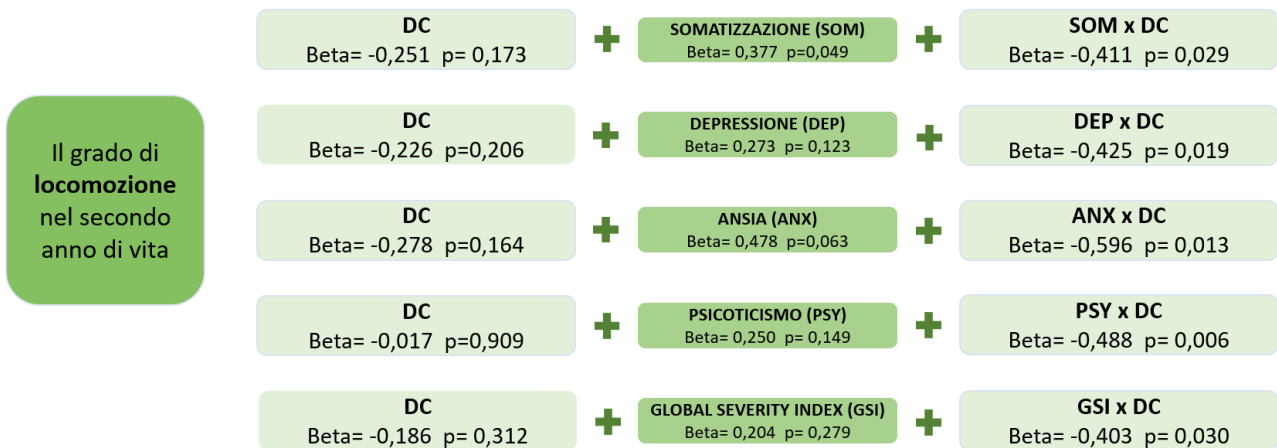 Il grado di
locomozione
nel secondo
anno di vita
DC
Beta= -0,251 p= 0,173
SOMATIZZAZIONE (SOM)
Beta= 0,377 p=0,049
SOM x DC
Beta= -0,411 p= 0,029
DC
Beta= -0,226 p=0,206
DEPRESSIONE (DEP)
Beta= 0,273 p= 0,123
DEP x DC
Beta= -0,425 p= 0,019
DC
Beta= -0,278 p=0,164
ANSIA (ANX)
Beta= 0,478 p=0,063
ANX x DC
Beta= -0,596 p= 0,013
DC
Beta= -0,017 p=0,909
PSICOTICISMO (PSY)
Beta= 0,250 p= 0,149
PSY x DC
Beta= -0,488 p= 0,006
DC
Beta= -0,186 p= 0,312
GLOBAL SEVERITY INDEX (GSI)
Beta= 0,204 p= 0,279
GSI x DC
Beta= -0,403 p= 0,030